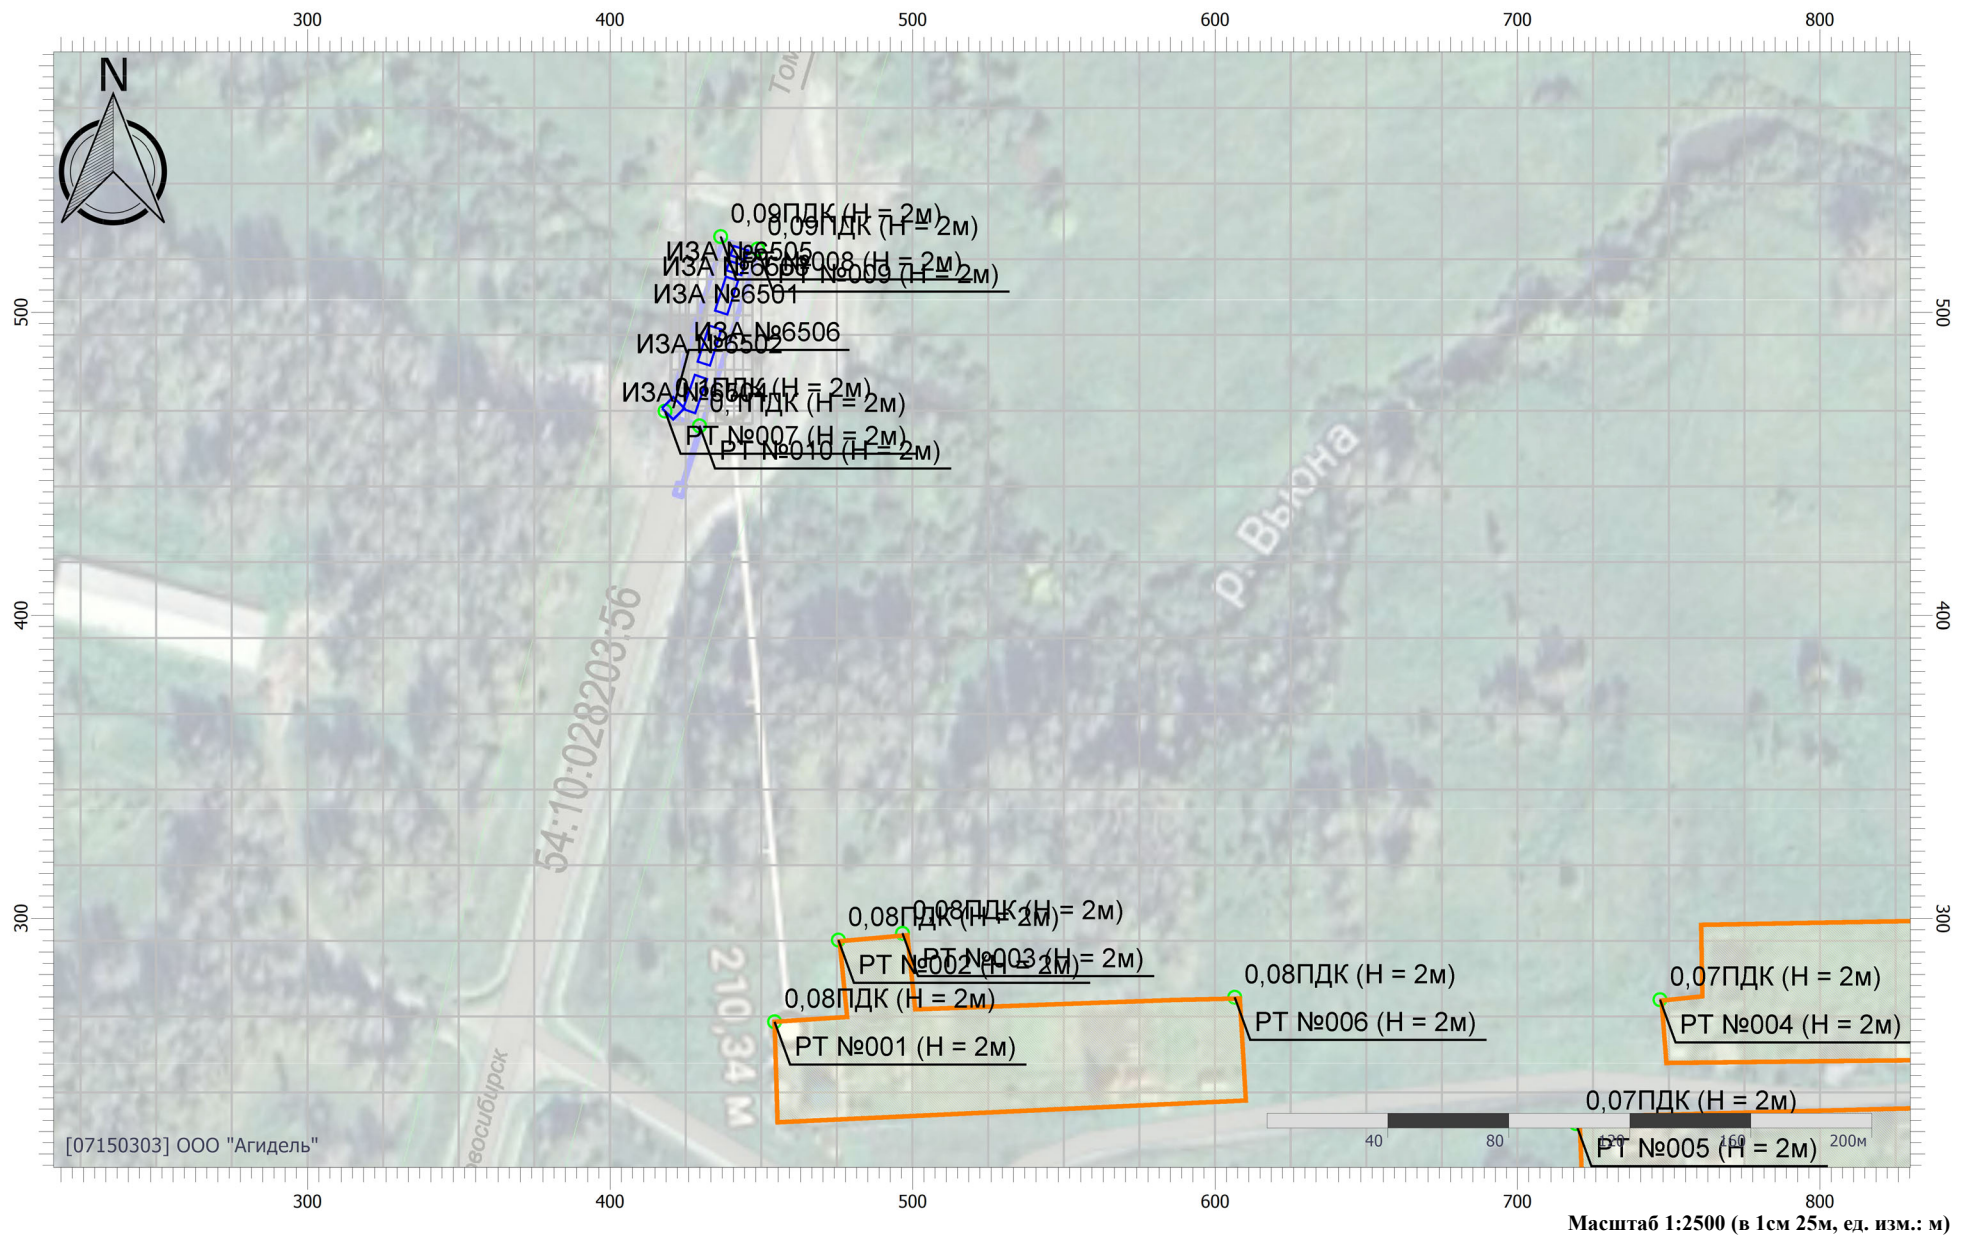 300 400 500 600 700 800
N
Том
0,09ПДК (Н = 2м)
0,09ПДК (Н = 2м)
ИЗА №6505
РТ №008 (Н = 2м)
ИЗА №6
РТ №009 (Н = 2м)
ИЗА №6501
500
500
ИЗА №6506
ИЗА №6502
0,1ПДК (Н = 2м)
ИЗА №6504
0,1ПДК (Н = 2м)
РТ №007 (Н = 2м)
РТ №010 (Н = 2м)
р. Вьюна
400
400
54:10:028203:56
300
300
0,08ПДК (Н = 2м)
0,08ПДК (Н = 2м)
РТ №003 (Н = 2м)
РТ №002 (Н = 2м)
0,08ПДК (Н = 2м)
0,07ПДК (Н = 2м)
0,08ПДК (Н = 2м)
РТ №006 (Н = 2м)
РТ №004 (Н = 2м)
РТ №001 (Н = 2м)
210,34 м
овосибирск
0,07ПДК (Н = 2м)
40 80 120 160 200м
РТ №005 (Н = 2м)
[07150303] ООО "Агидель"
300 400 500 600 700 800
Масштаб 1:2500 (в 1см 25м, ед. изм.: м)